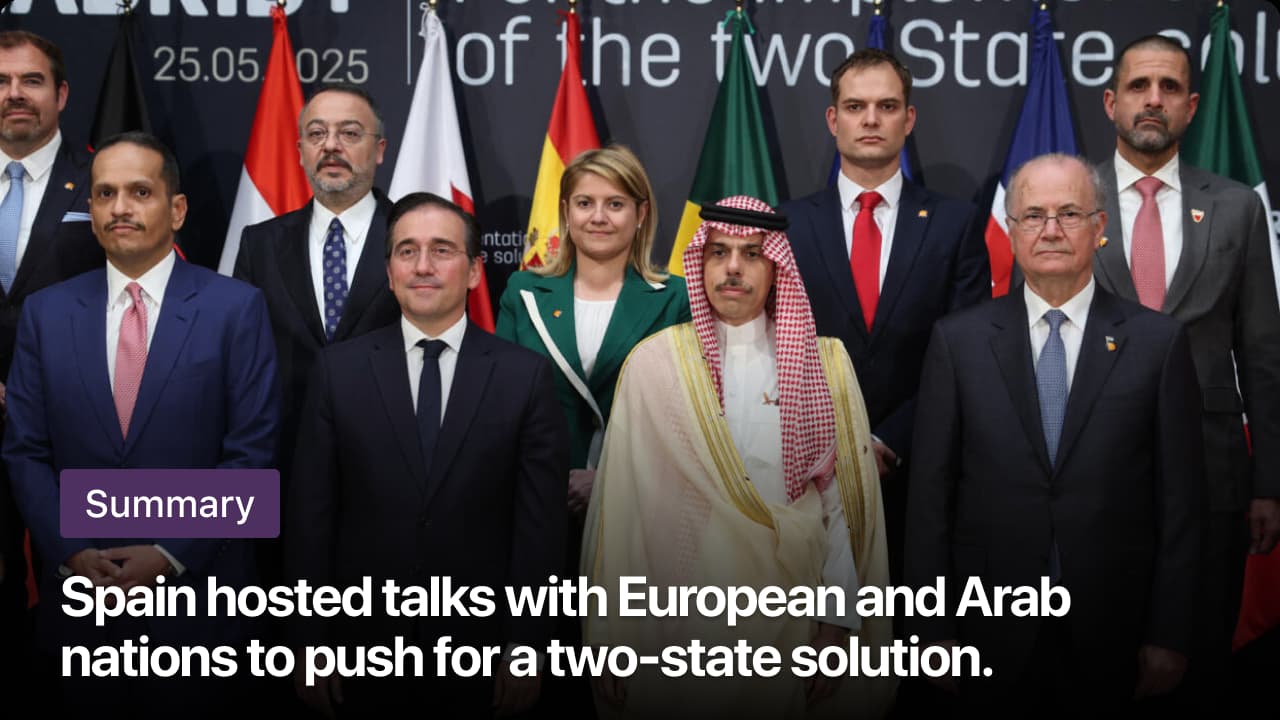 25.05.2025
of the two-State
Summary
Spain hosted talks with European and Arab
nations to push for a two-state solution.